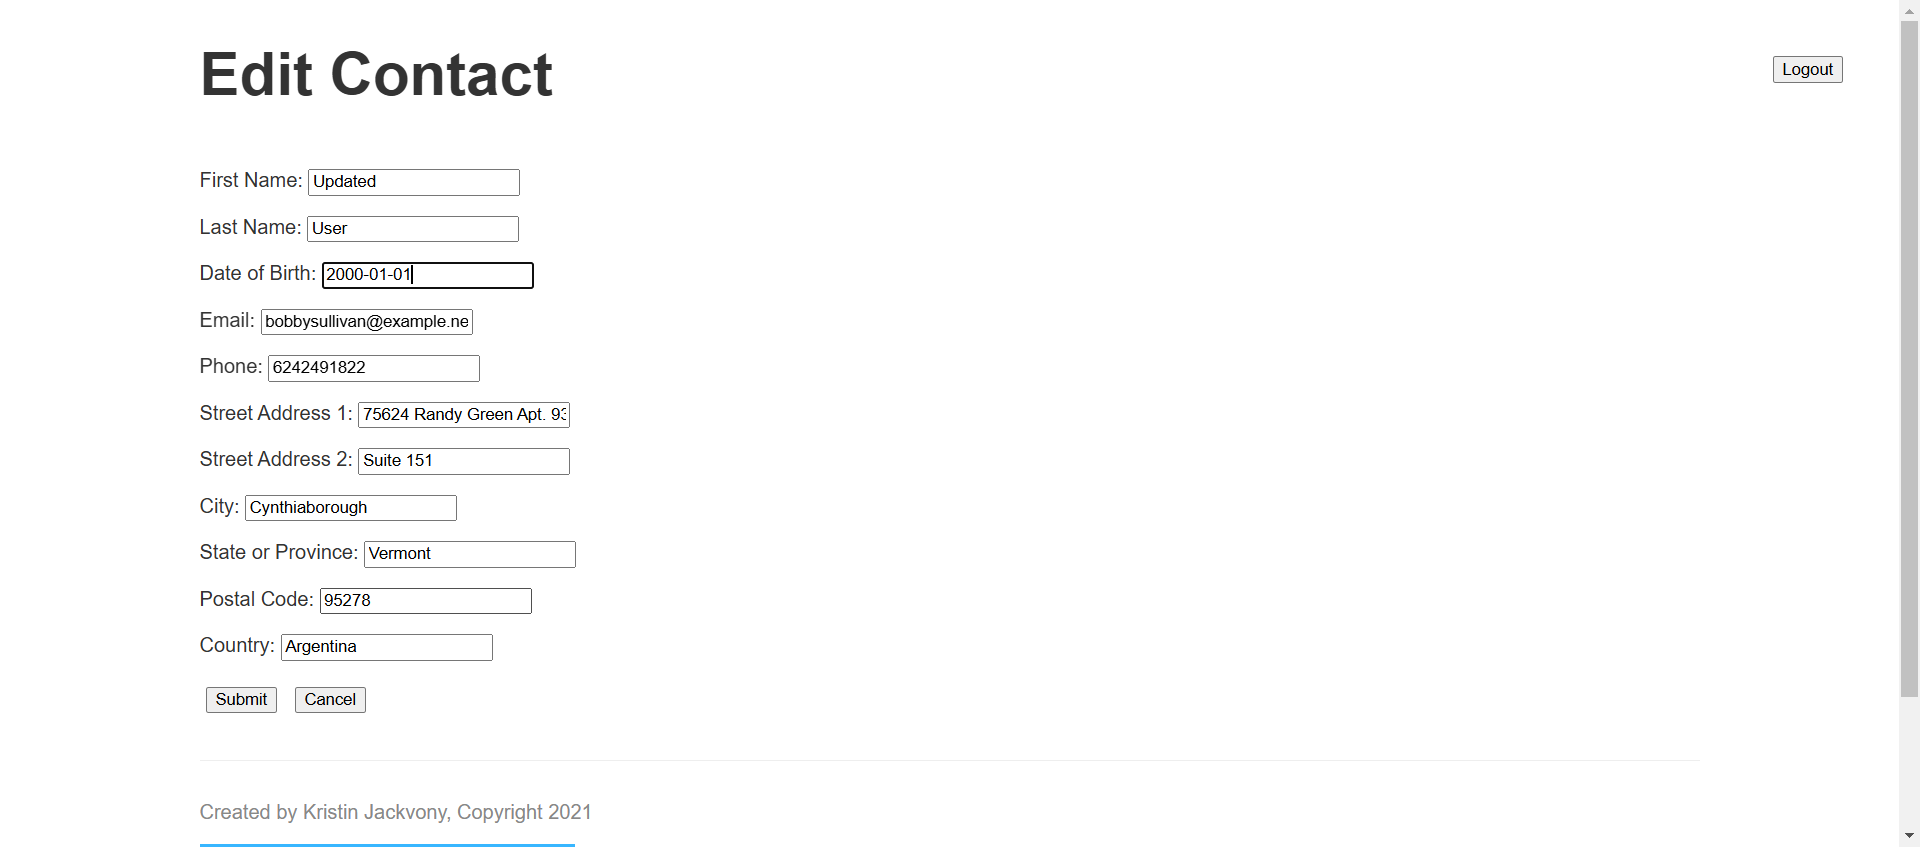 Edit Contact
Logout
First Name: Updated
Last Name: User
Date of Birth: 2000-01-01
Email: bobbysullivan@example.ne
Phone: 6242491822
Street Address 1: 75624 Randy Green Apt. 93
Street Address 2: Suite 151
City: Cynthiaborough
State or Province: Vermont
Postal Code: 95278
Country: Argentina
Submit Cancel
Created by Kristin Jackvony, Copyright 2021